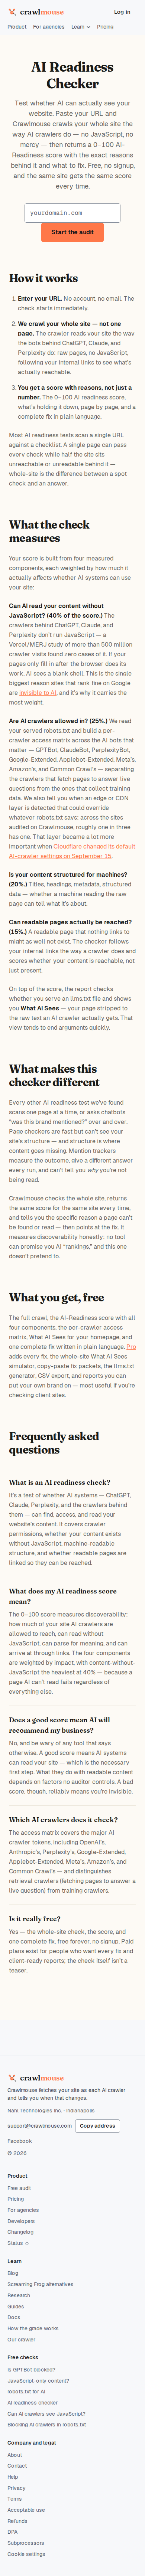 crawlmouse
Log in
Product For agencies Learn Pricing
AI Readiness
Checker
Test whether AI can actually see your
website. Paste your URL and
Crawlmouse crawls your whole site the
way AI crawlers do — no JavaScript, no
mercy — then returns a 0–100 AI-
Readiness score with the exact reasons
behind it and what to fix. Free, no signup,
and the same site gets the same score
every time.
yourdomain.com
Start the audit
How it works
1. Enter your URL. No account, no email. The
check starts immediately.
2. We crawl your whole site — not one
page. The crawler reads your site the way
the bots behind ChatGPT, Claude, and
Perplexity do: raw pages, no JavaScript,
following your internal links, respecting
your robots.txt.
3. You get a score with reasons, not just a
number. The 0–100 AI readiness score,
what's holding it down, page by page, and a
complete fix plan in plain language.
Most AI readiness tests scan a single URL
against a checklist. A single page can pass
every check while half the site sits
unreachable or unreadable behind it —
whole-site is the difference between a spot
check and an answer.
What the check
measures
Your score is built from four measured
components, each weighted by how much it
actually affects whether AI systems can see
and use your site:
Can AI read your content without
JavaScript? (40% of the score.) The
crawlers behind ChatGPT, Claude, and
Perplexity don't run JavaScript — a
Vercel/MERJ study of more than 500 million
crawler visits found zero cases of it. If your
pages only fill in after the browser does its
work, AI sees a blank shell. This is the single
biggest reason sites that rank fine on Google
are invisible to AI, and it's why it carries the
most weight.
Are AI crawlers allowed in? (25%.) We read
your served robots.txt and build a per-
crawler access matrix across the AI bots that
matter — GPTBot, ClaudeBot, PerplexityBot,
Google-Extended, Applebot-Extended, Meta's,
Amazon's, and Common Crawl's — separating
the crawlers that fetch pages to answer live
questions from the ones that collect training
data. We also tell you when an edge or CDN
layer is detected that could override
whatever robots.txt says: across the sites
audited on Crawlmouse, roughly one in three
sits behind one. That layer became a lot more
important when Cloudflare changed its default
AI-crawler settings on September 15.
Is your content structured for machines?
(20%.) Titles, headings, metadata, structured
data — whether a machine reading the raw
page can tell what it's about.
Can readable pages actually be reached?
(15%.) A readable page that nothing links to
might as well not exist. The checker follows
your internal links the way a crawler does and
scores whether your content is reachable, not
just present.
On top of the score, the report checks
whether you serve an llms.txt file and shows
you What AI Sees — your page stripped to
the raw text an AI crawler actually gets. That
view tends to end arguments quickly.
What makes this
checker different
Every other AI readiness test we've found
scans one page at a time, or asks chatbots
“was this brand mentioned?” and over and over.
Page checkers are fast but can't see your
site's structure — and structure is where most
content goes missing. Mention trackers
measure the outcome, give a different answer
every run, and can't tell you why you're not
being read.
Crawlmouse checks the whole site, returns
the same score for the same site every time,
and tells you the specific reason a page can't
be found or read — then points at the fix. It
measures discoverability honestly: no tool
can promise you AI “rankings,” and this one
doesn't pretend to.
What you get, free
The full crawl, the AI-Readiness score with all
four components, the per-crawler access
matrix, What AI Sees for your homepage, and
one complete fix written in plain language. Pro
adds every fix, the whole-site What AI Sees
simulator, copy-paste fix packets, the llms.txt
generator, CSV export, and reports you can
put your own brand on — most useful if you're
checking client sites.
Frequently asked
questions
What is an AI readiness check?
It's a test of whether AI systems — ChatGPT,
Claude, Perplexity, and the crawlers behind
them — can find, access, and read your
website's content. It covers crawler
permissions, whether your content exists
without JavaScript, machine-readable
structure, and whether readable pages are
linked so they can be reached.
What does my AI readiness score
mean?
The 0–100 score measures discoverability:
how much of your site AI crawlers are
allowed to reach, can read without
JavaScript, can parse for meaning, and can
arrive at through links. The four components
are weighted by impact, with content-without-
JavaScript the heaviest at 40% — because a
page AI can't read fails regardless of
everything else.
Does a good score mean AI will
recommend my business?
No, and be wary of any tool that says
otherwise. A good score means AI systems
can read your site — which is the necessary
first step. What they do with readable content
depends on factors no auditor controls. A bad
score, though, reliably means you're invisible.
Which AI crawlers does it check?
The access matrix covers the major AI
crawler tokens, including OpenAI's,
Anthropic's, Perplexity's, Google-Extended,
Applebot-Extended, Meta's, Amazon's, and
Common Crawl's — and distinguishes
retrieval crawlers (fetching pages to answer a
live question) from training crawlers.
Is it really free?
Yes — the whole-site check, the score, and
one complete fix, free forever, no signup. Paid
plans exist for people who want every fix and
client-ready reports; the check itself isn't a
teaser.
crawlmouse
Crawlmouse fetches your site as each AI crawler
and tells you when that changes.
Nahl Technologies Inc. · Indianapolis
support@crawlmouse.com Copy address
Facebook
© 2026
Product
Free audit
Pricing
For agencies
Developers
Changelog
Status
Learn
Blog
Screaming Frog alternatives
Research
Guides
Docs
How the grade works
Our crawler
Free checks
Is GPTBot blocked?
JavaScript-only content?
robots.txt for AI
AI readiness checker
Can AI crawlers see JavaScript?
Blocking AI crawlers in robots.txt
Company and legal
About
Contact
Help
Privacy
Terms
Acceptable use
Refunds
DPA
Subprocessors
Cookie settings